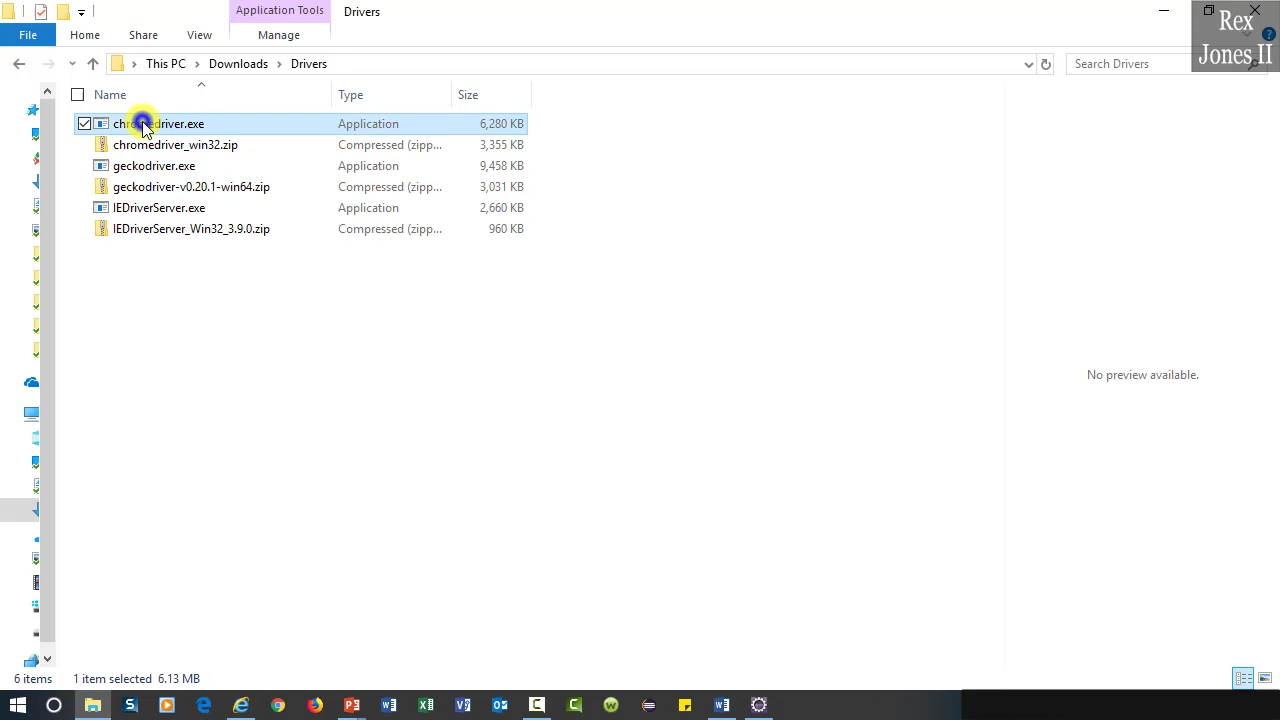 Application Tools
Drivers
Rex
Jones II
File
Home
Share
View
Manage
This PC
Downloads
Drivers
Search Drivers
Name
Type
Size
chromedriver.exe
Application
6,280 KB
chromedriver_win32.zip
Compressed (zipp...
3,355 KB
geckodriver.exe
Application
9,458 KB
geckodriver-v0.20.1-win64.zip
Compressed (zipp...
3,031 KB
IEDriverServer.exe
Application
2,660 KB
IEDriverServer_Win32_3.9.0.zip
Compressed (zipp...
960 KB
No preview available.
6 items
1 item selected 6.13 MB